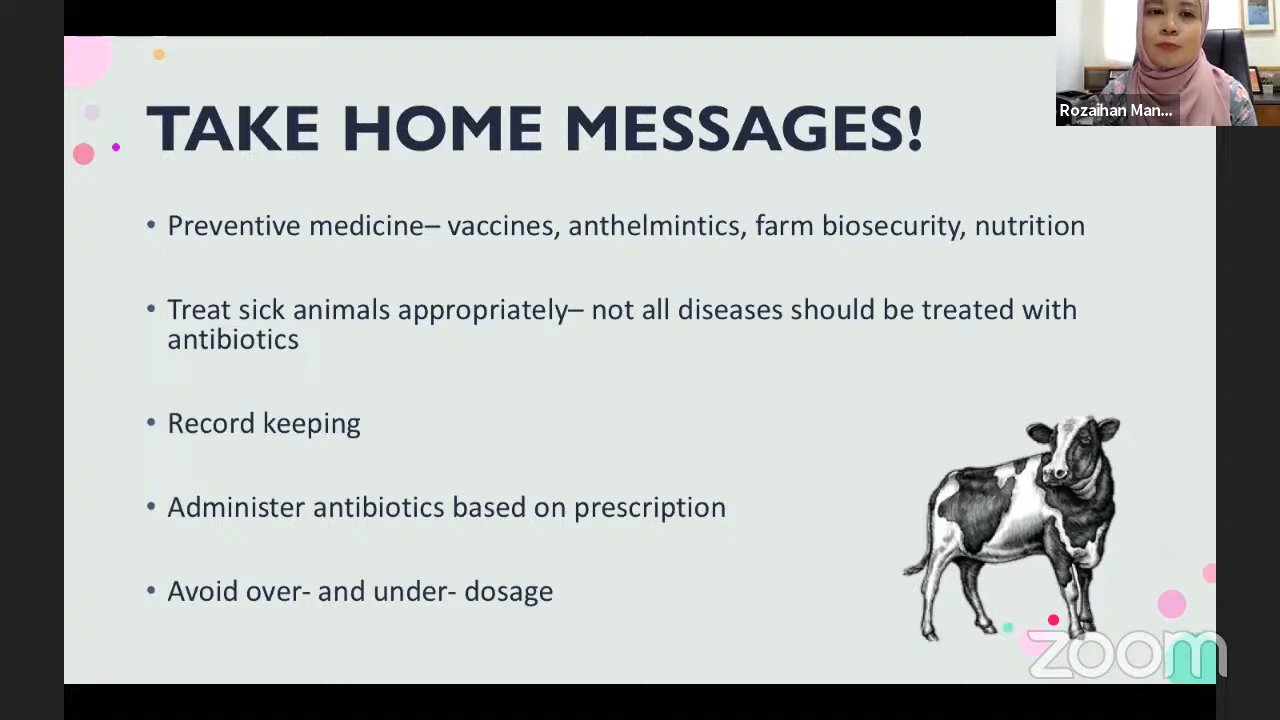 TAKE HOME MESSAGES!
Rozaihan Man...
• Preventive medicine– vaccines, anthelmintics, farm biosecurity, nutrition
• Treat sick animals appropriately– not all diseases should be treated with
antibiotics
• Record keeping
• Administer antibiotics based on prescription
• Avoid over- and under- dosage
zoom